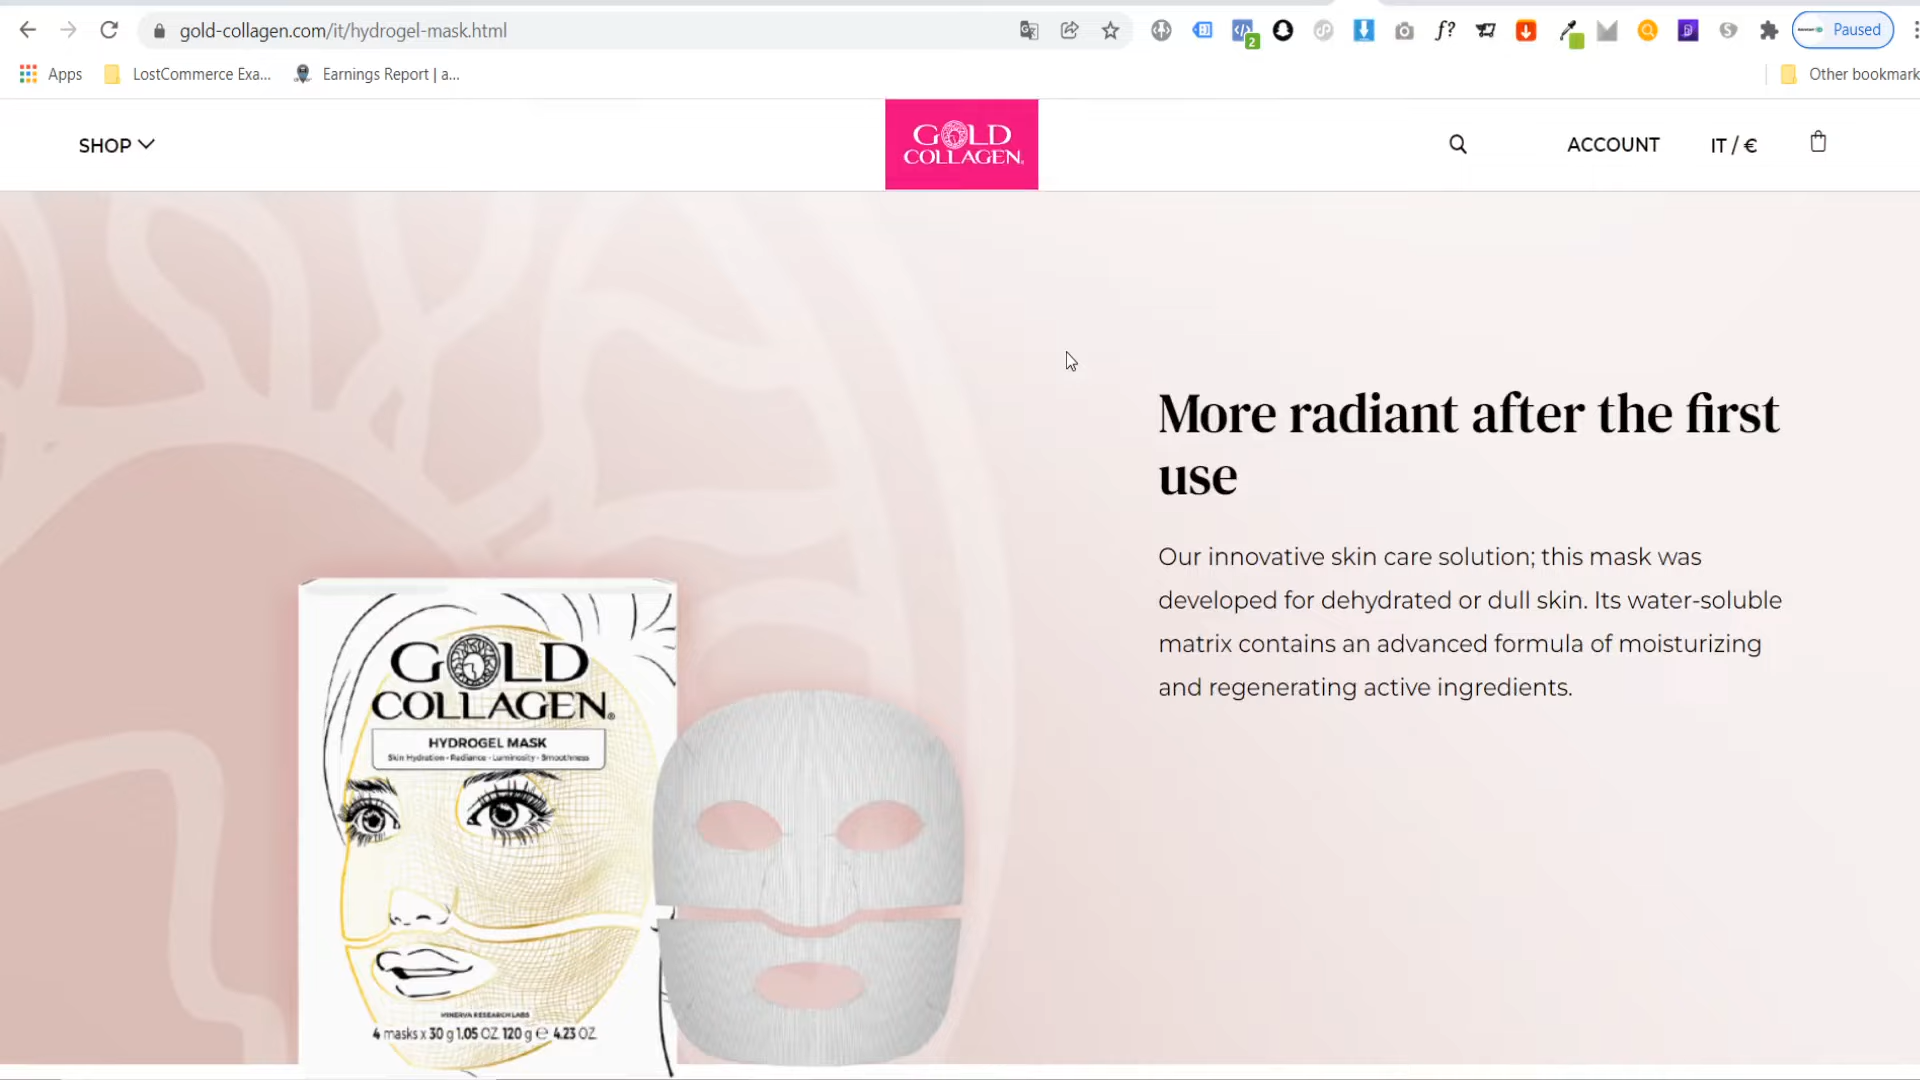 gold-collagen.com/it/hydrogel-mask.html
2
f?
Paused
Apps
LostCommerce Exa...
Earnings Report | a...
Other bookmark
SHOP
GOLD
COLLAGEN®
ACCOUNT
IT / €
More radiant after the first
use
Our innovative skin care solution; this mask was
developed for dehydrated or dull skin. Its water-soluble
matrix contains an advanced formula of moisturizing
and regenerating active ingredients.
GOLD
COLLAGEN®
HYDROGEL MASK
Skin Hydration - Radiance - Luminosity - Smoothness
MINERVA RESEARCH LABS
4 masks x 30 g 1.05 OZ 120 g ℮ 4.23 OZ